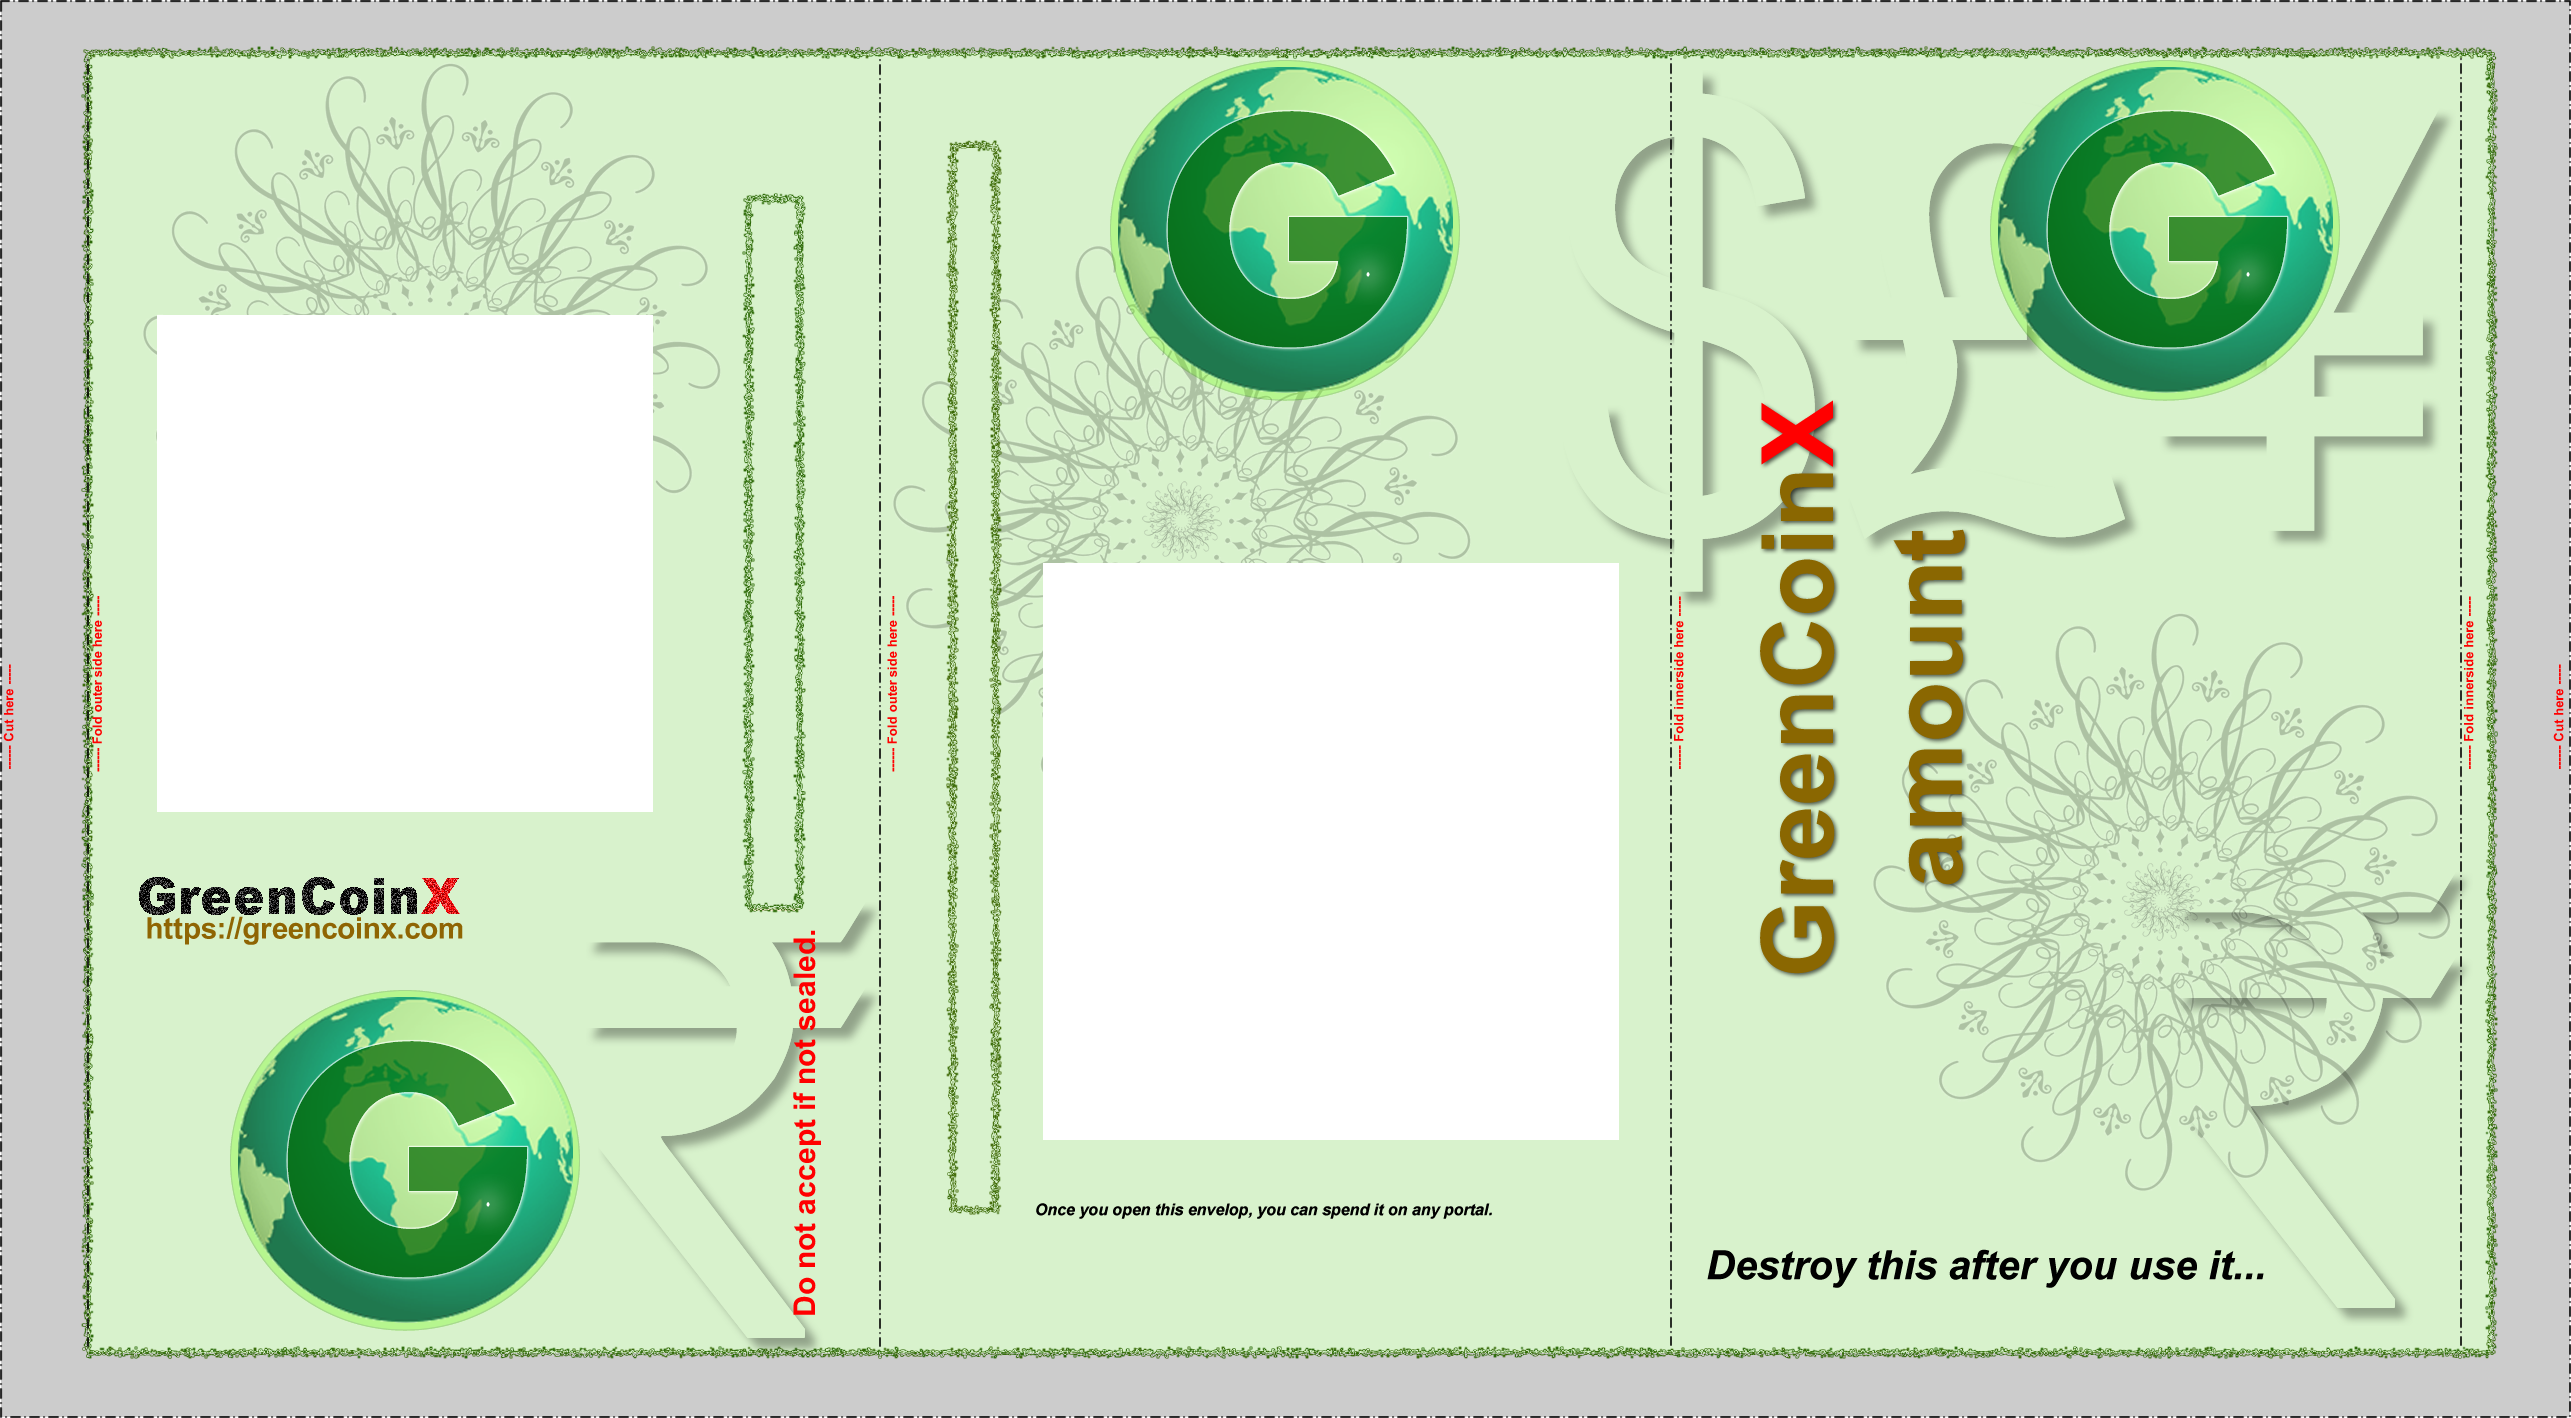 ------ Cut here -----
------ Fold outer side here -----
GreenCoinX
https://greencoinx.com
G
Do not accept if not sealed.
------ Fold outer side here -----
G
Once you open this envelop, you can spend it on any portal.
------ Fold innerside here -----
$ £ ¥
G
GreenCoinX
amount
₹
₹
Destroy this after you use it...
------ Fold innerside here -----
------ Cut here -----